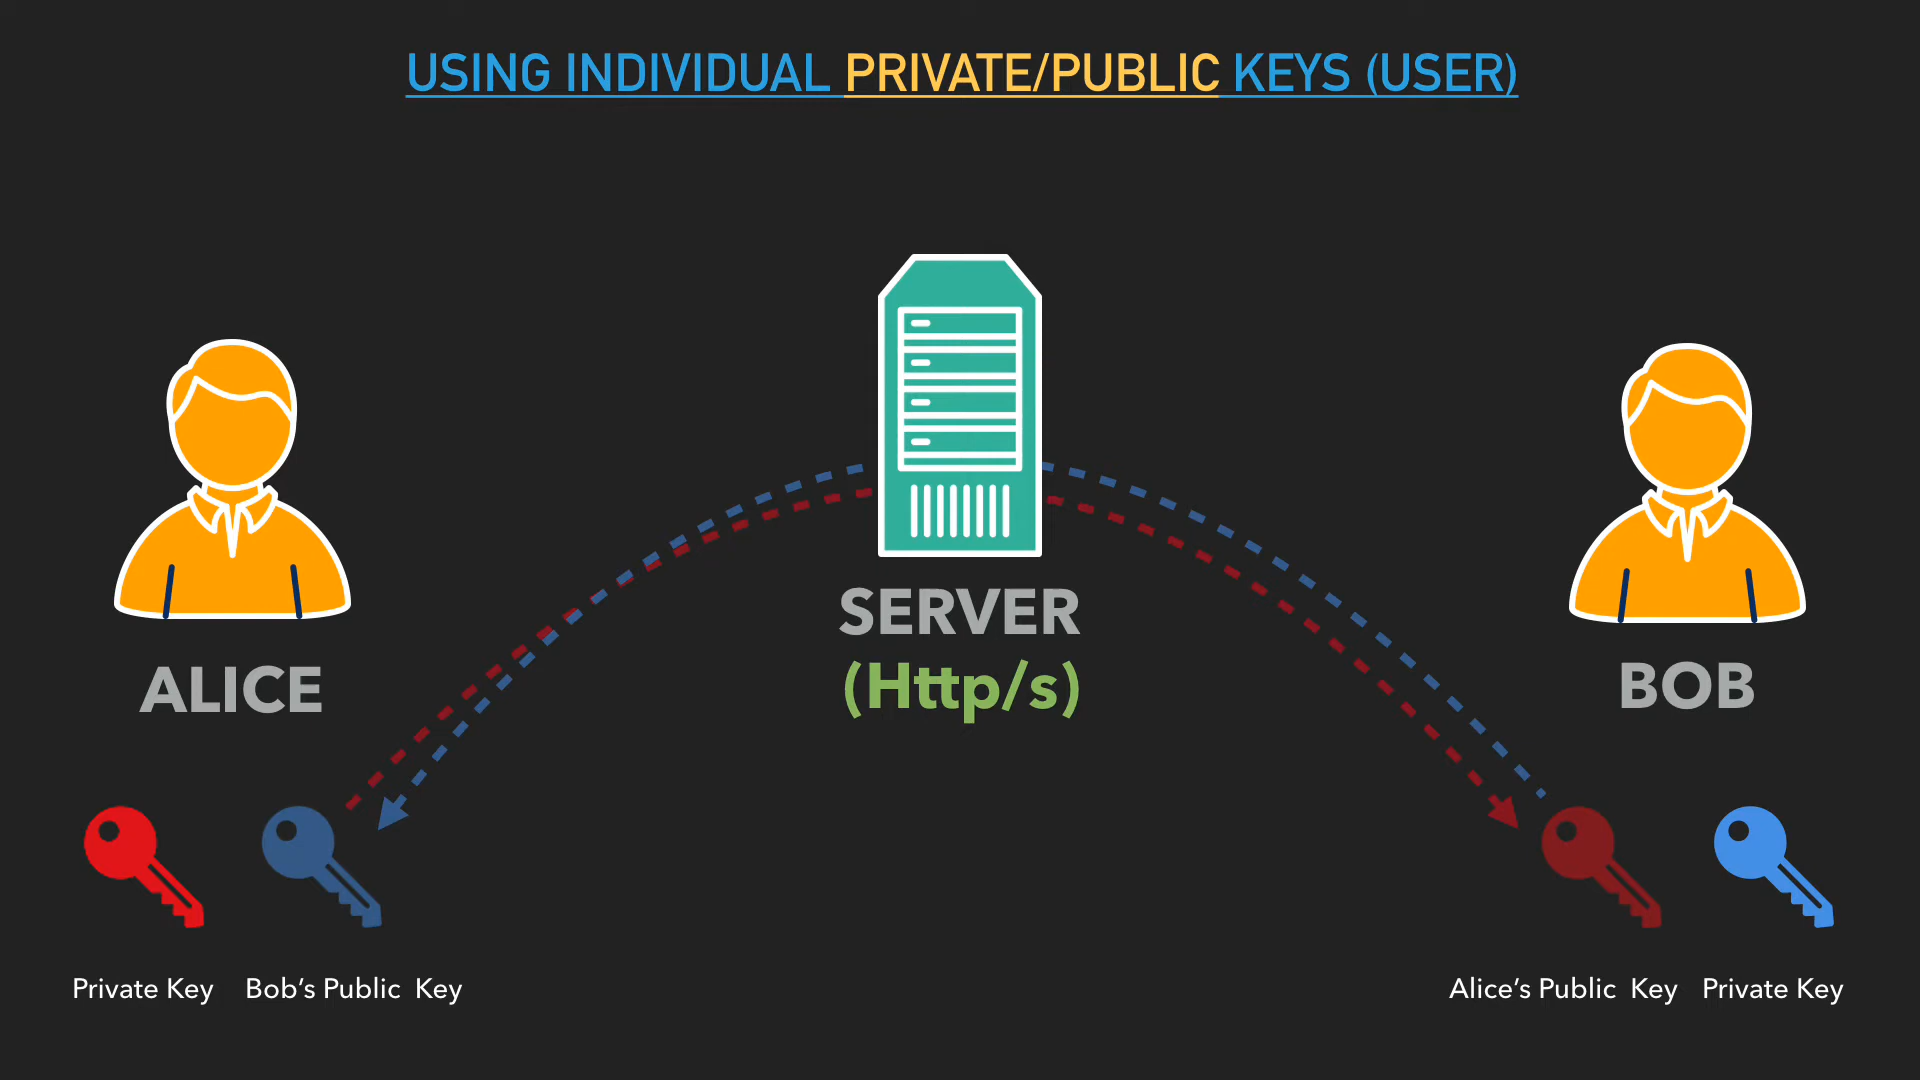 USING INDIVIDUAL PRIVATE/PUBLIC KEYS (USER)
SERVER
(Http/s)
ALICE
BOB
Private Key
Bob’s Public Key
Alice’s Public Key
Private Key